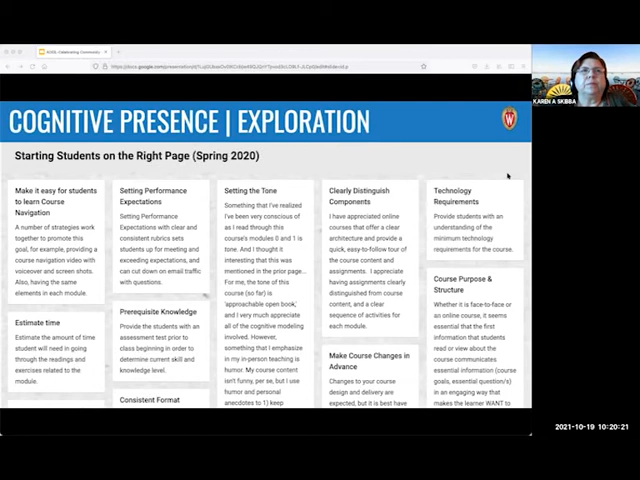 AOSS-Celebrating Community
KAREN A SKIBBA
COGNITIVE PRESENCE | EXPLORATION
W
Starting Students on the Right Page (Spring 2020)
Make it easy for students
to learn Course
Navigation
A number of strategies work
together to promote this
goal, for example, providing a
course navigation video with
voiceover and screen shots.
Also, having the same
elements in each module.
Estimate time
Estimate the amount of time
student will need in going
through the readings and
exercises related to the
module.
Setting Performance
Expectations
Setting Performance
Expectations with clear and
consistent rubrics sets
students up for meeting and
exceeding expectations, and
can cut down on email traffic
with questions.
Prerequisite Knowledge
Provide the students with an
assessment test prior to
class beginning in order to
determine current skill and
knowledge level.
Consistent Format
Setting the Tone
Something that I've realized
I've been very conscious of
as I read through this
course's modules 0 and 1 is
tone. And I thought it
interesting that this was
mentioned in the prior page...
For me, the tone of this
course (so far) is
'approachable open book,'
and I very much appreciate
all of the cognitive modeling
involved. However,
something that I emphasize
in my in-person teaching is
humor. My course content
isn't funny, per se, but I use
humor and personal
anecdotes to 1) keep
Clearly Distinguish
Components
I have appreciated online
courses that offer a clear
architecture and provide a
quick, easy-to-follow tour of
the course content and
assignments. I appreciate
having assignments clearly
distinguished from course
content, and a clear
sequence of activities for
each module.
Make Course Changes in
Advance
Changes to your course
design and delivery are
expected, but it is best have
Technology
Requirements
Provide students with an
understanding of the
minimum technology
requirements for the course.
Course Purpose &
Structure
Whether it is face-to-face or
an online course, it seems
essential that the first
information that students
read or view about the
course communicates
essential information (course
goals, essential question/s)
in an engaging way that
makes the learner WANT to
2021-10-19 10:20:21